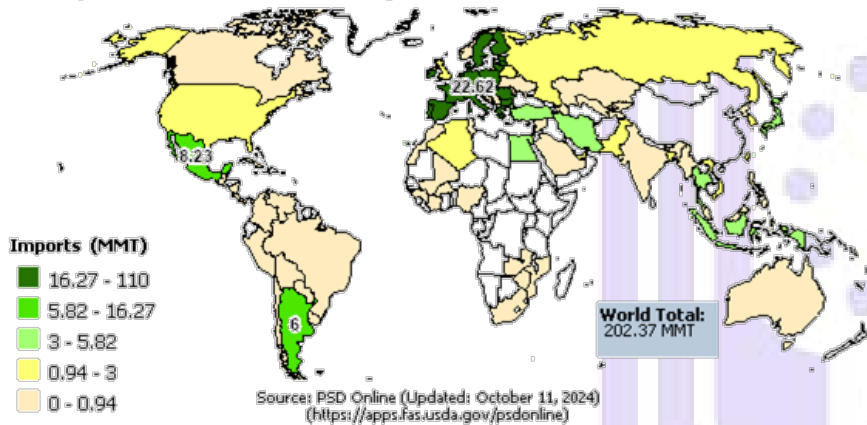 22.62
8.23
6
Imports (MMT)
16.27 - 110
5.82 - 16.27
3 - 5.82
0.94 - 3
0 - 0.94
World Total:
202.37 MMT
Source: PSD Online (Updated: October 11, 2024)
(https://apps.fas.usda.gov/psdonline)